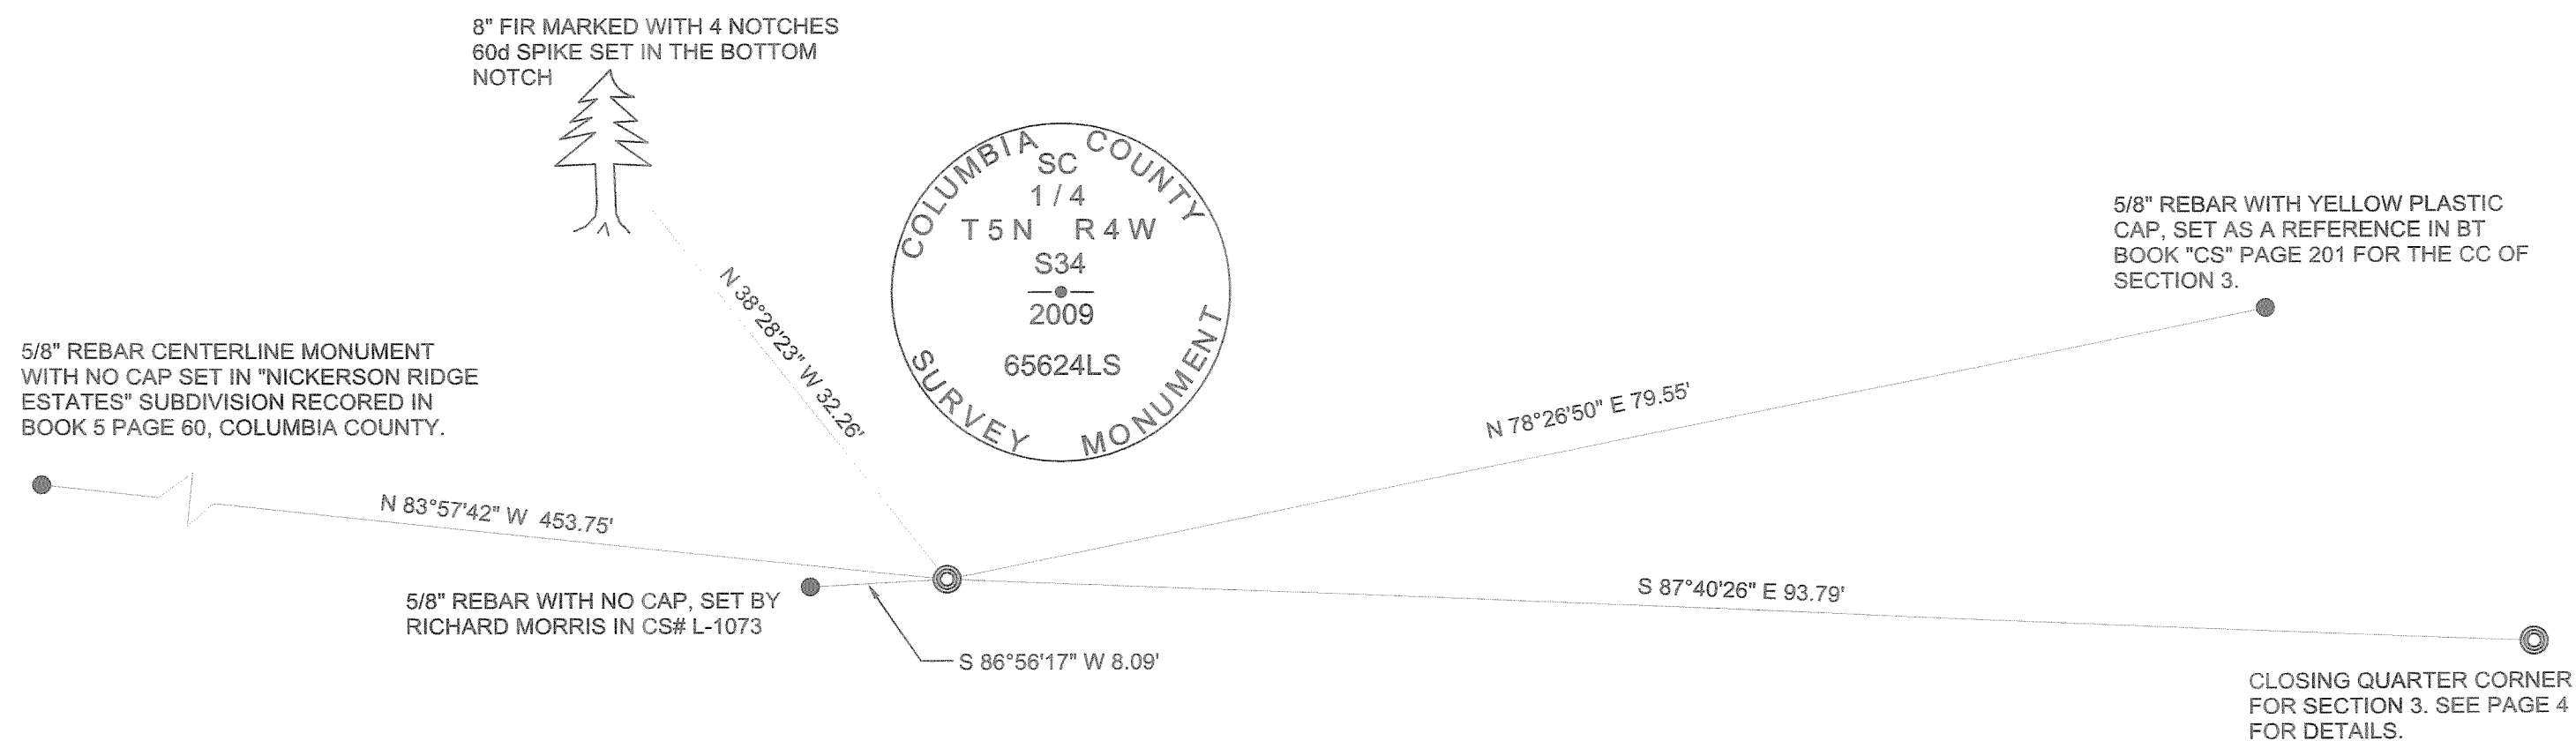 8" FIR MARKED WITH 4 NOTCHES
60d SPIKE SET IN THE BOTTOM
NOTCH
COLUMBIA COUNTY
SC
1 / 4
T 5 N R 4 W
S34
2009
65624LS
SURVEY MONUMENT
5/8" REBAR WITH YELLOW PLASTIC
CAP, SET AS A REFERENCE IN BT
BOOK "CS" PAGE 201 FOR THE CC OF
SECTION 3.
N 38°28'23" W 32.26'
5/8" REBAR CENTERLINE MONUMENT
WITH NO CAP SET IN "NICKERSON RIDGE
ESTATES" SUBDIVISION RECORED IN
BOOK 5 PAGE 60, COLUMBIA COUNTY.
N 78°26'50" E 79.55'
N 83°57'42" W 453.75'
5/8" REBAR WITH NO CAP, SET BY
RICHARD MORRIS IN CS# L-1073
S 87°40'26" E 93.79'
S 86°56'17" W 8.09'
CLOSING QUARTER CORNER
FOR SECTION 3. SEE PAGE 4
FOR DETAILS.